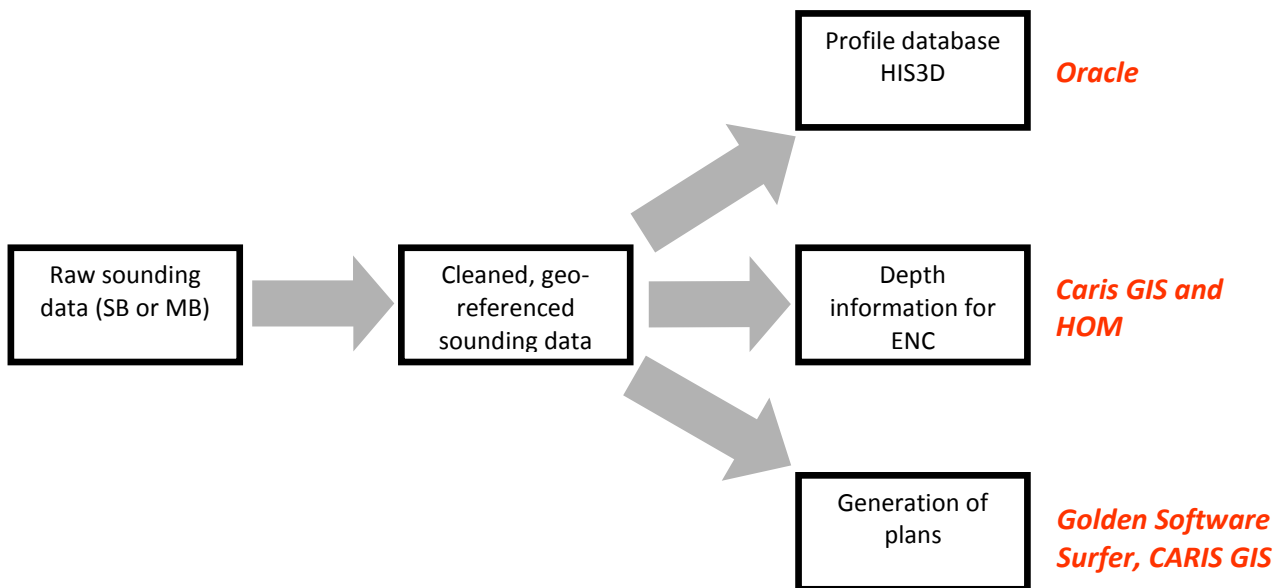 Profile database
HIS3D
Oracle
Raw sounding
data (SB or MB)
Cleaned, geo-
referenced
sounding data
Depth
information for
ENC
Caris GIS and
HOM
Generation of
plans
Golden Software
Surfer, CARIS GIS